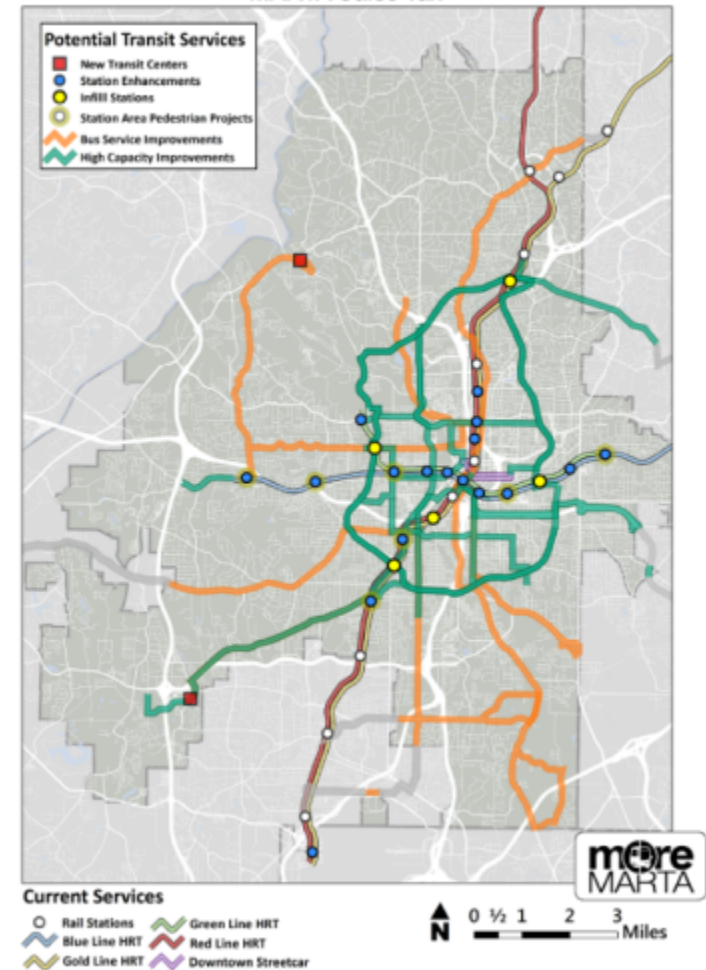 Potential Transit Services
New Transit Centers
Station Enhancements
Infill Stations
Station Area Pedestrian Projects
Bus Service Improvements
High Capacity Improvements
more
MARTA
Current Services
Rail Stations
Green Line HRT
Blue Line HRT
Red Line HRT
Gold Line HRT
Downtown Streetcar
N
0 ½ 1 2 3
Miles